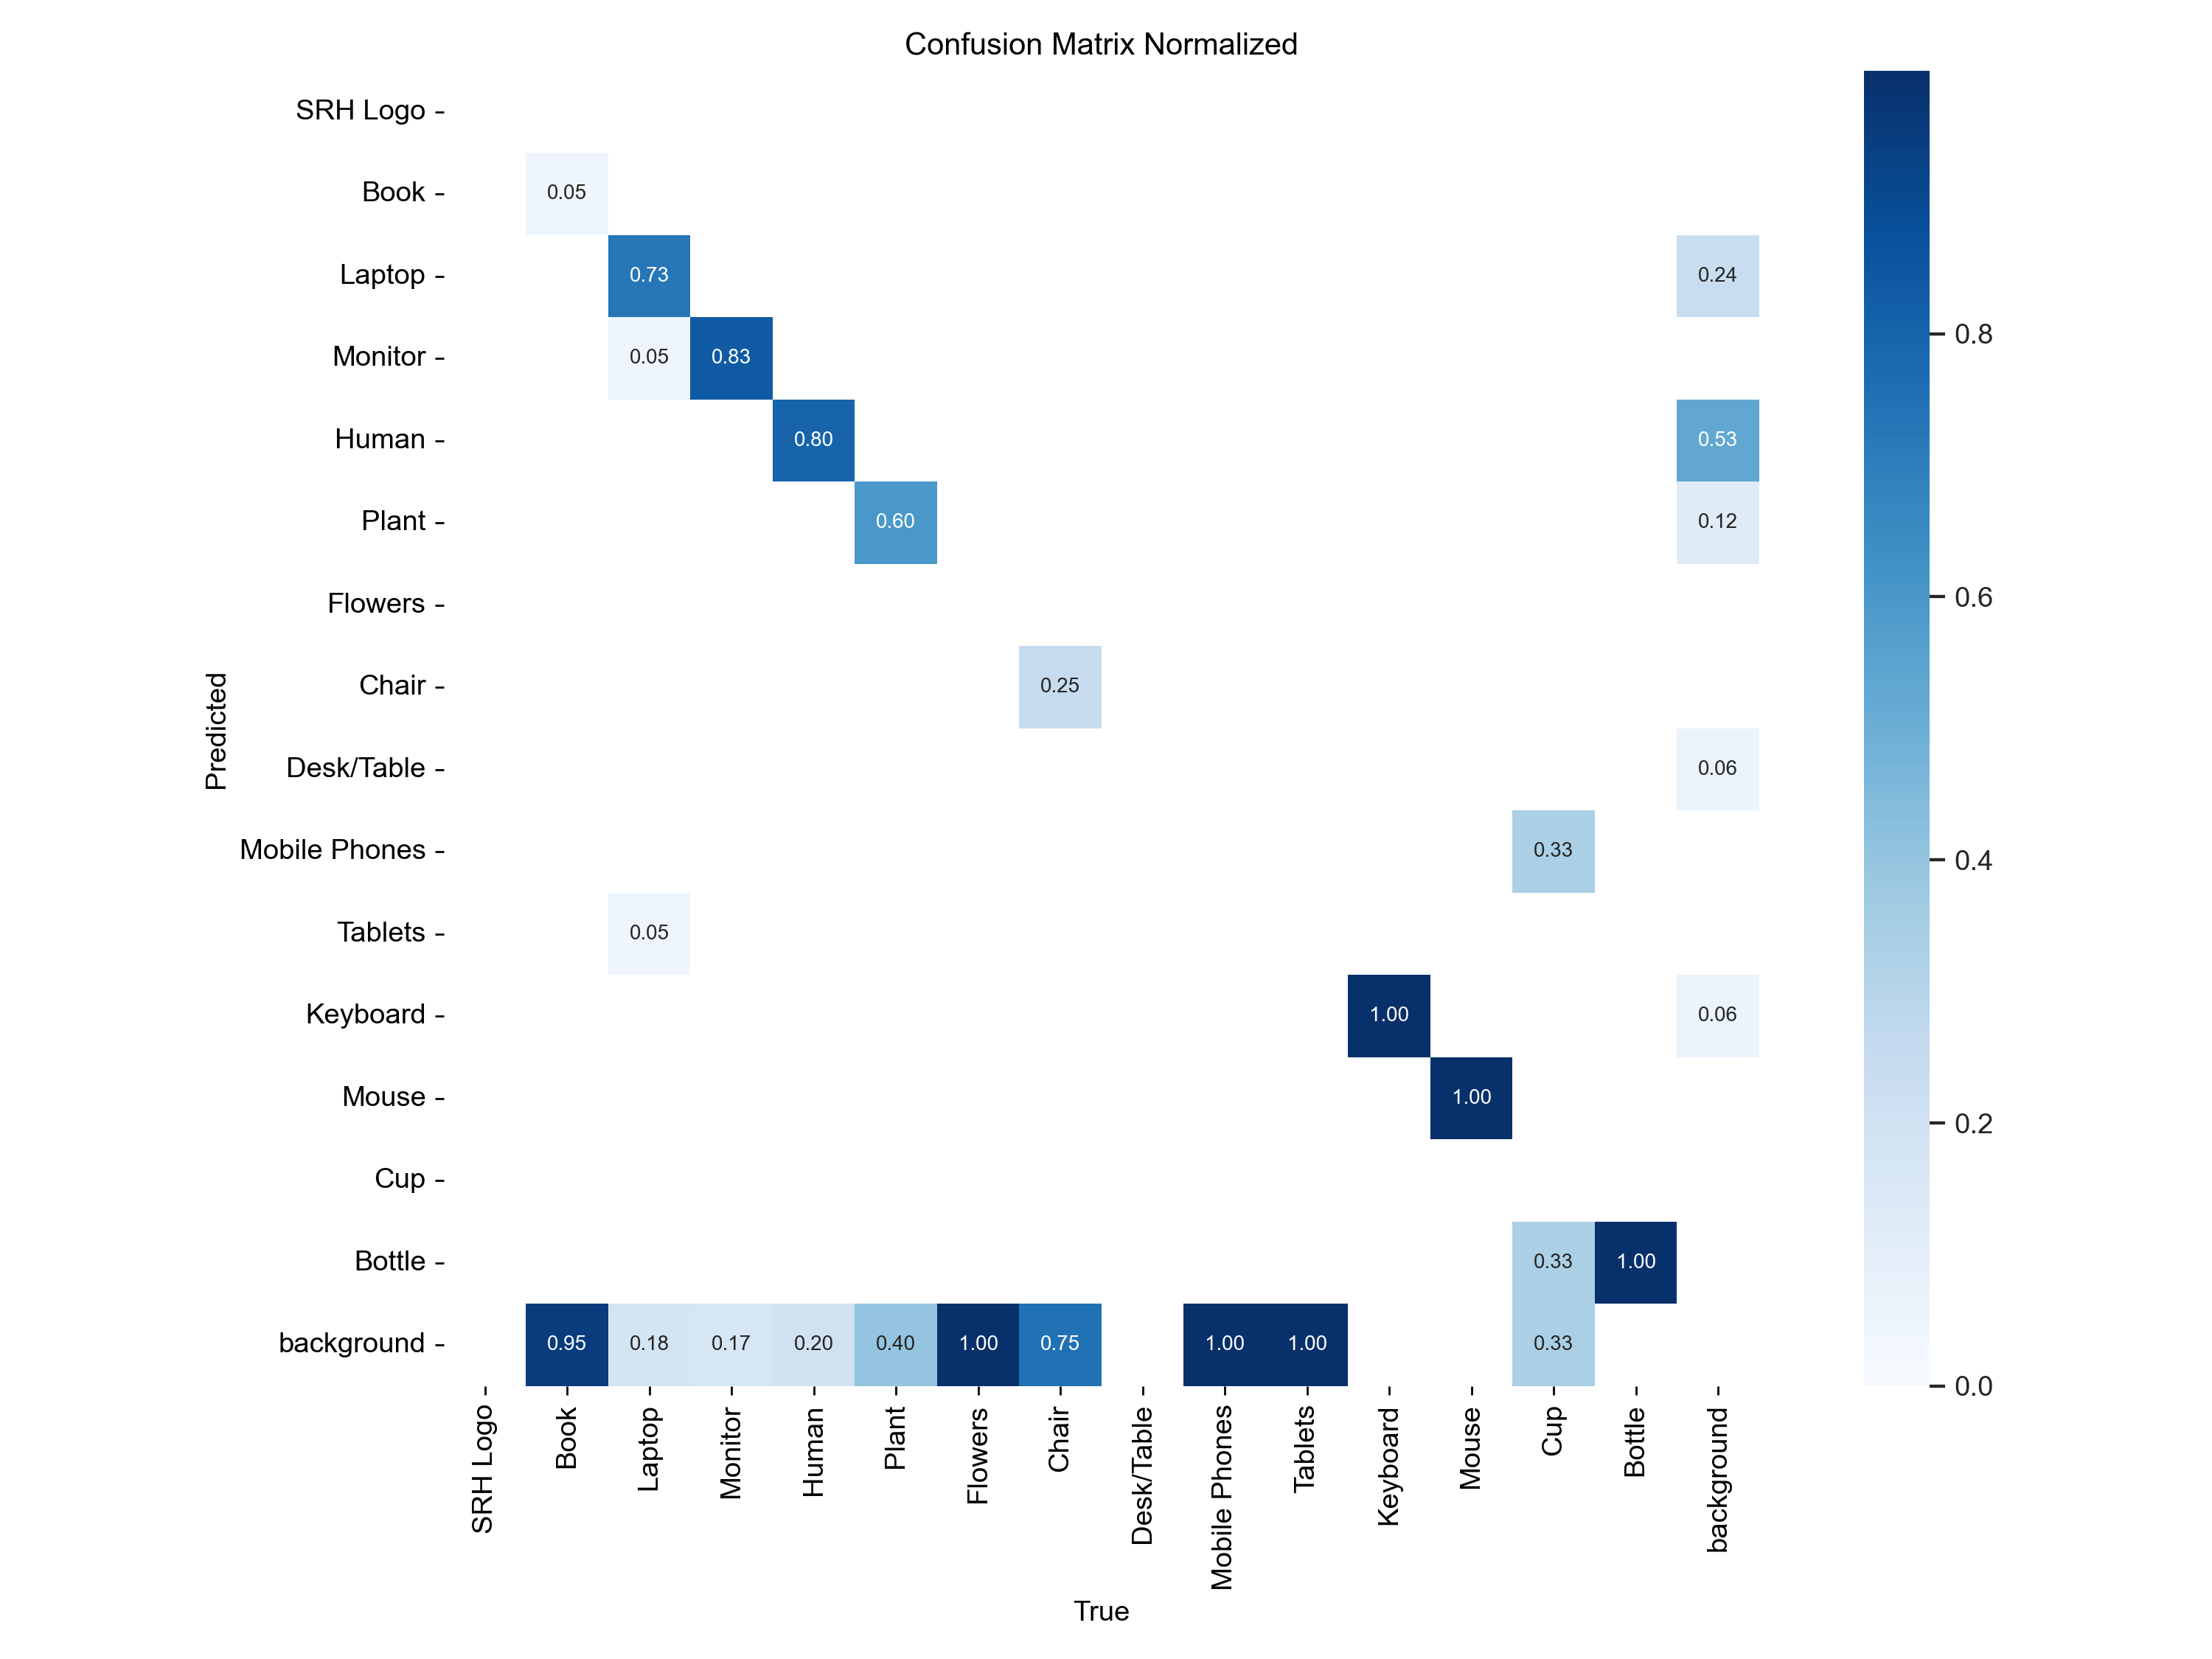 Confusion Matrix Normalized
SRH Logo
Book 0.05
Laptop 0.73 0.24
Monitor 0.05 0.83
Human 0.80 0.53
Plant 0.60 0.12
Flowers
Chair 0.25
Desk/Table 0.06
Mobile Phones 0.33
Tablets 0.05
Keyboard 1.00 0.06
Mouse 1.00
Cup
Bottle 0.33 1.00
background 0.95 0.18 0.17 0.20 0.40 1.00 0.75 1.00 1.00 0.33
Predicted
SRH Logo
Book
Laptop
Monitor
Human
Plant
Flowers
Chair
Desk/Table
Mobile Phones
Tablets
Keyboard
Mouse
Cup
Bottle
background
True
0.8
0.6
0.4
0.2
0.0